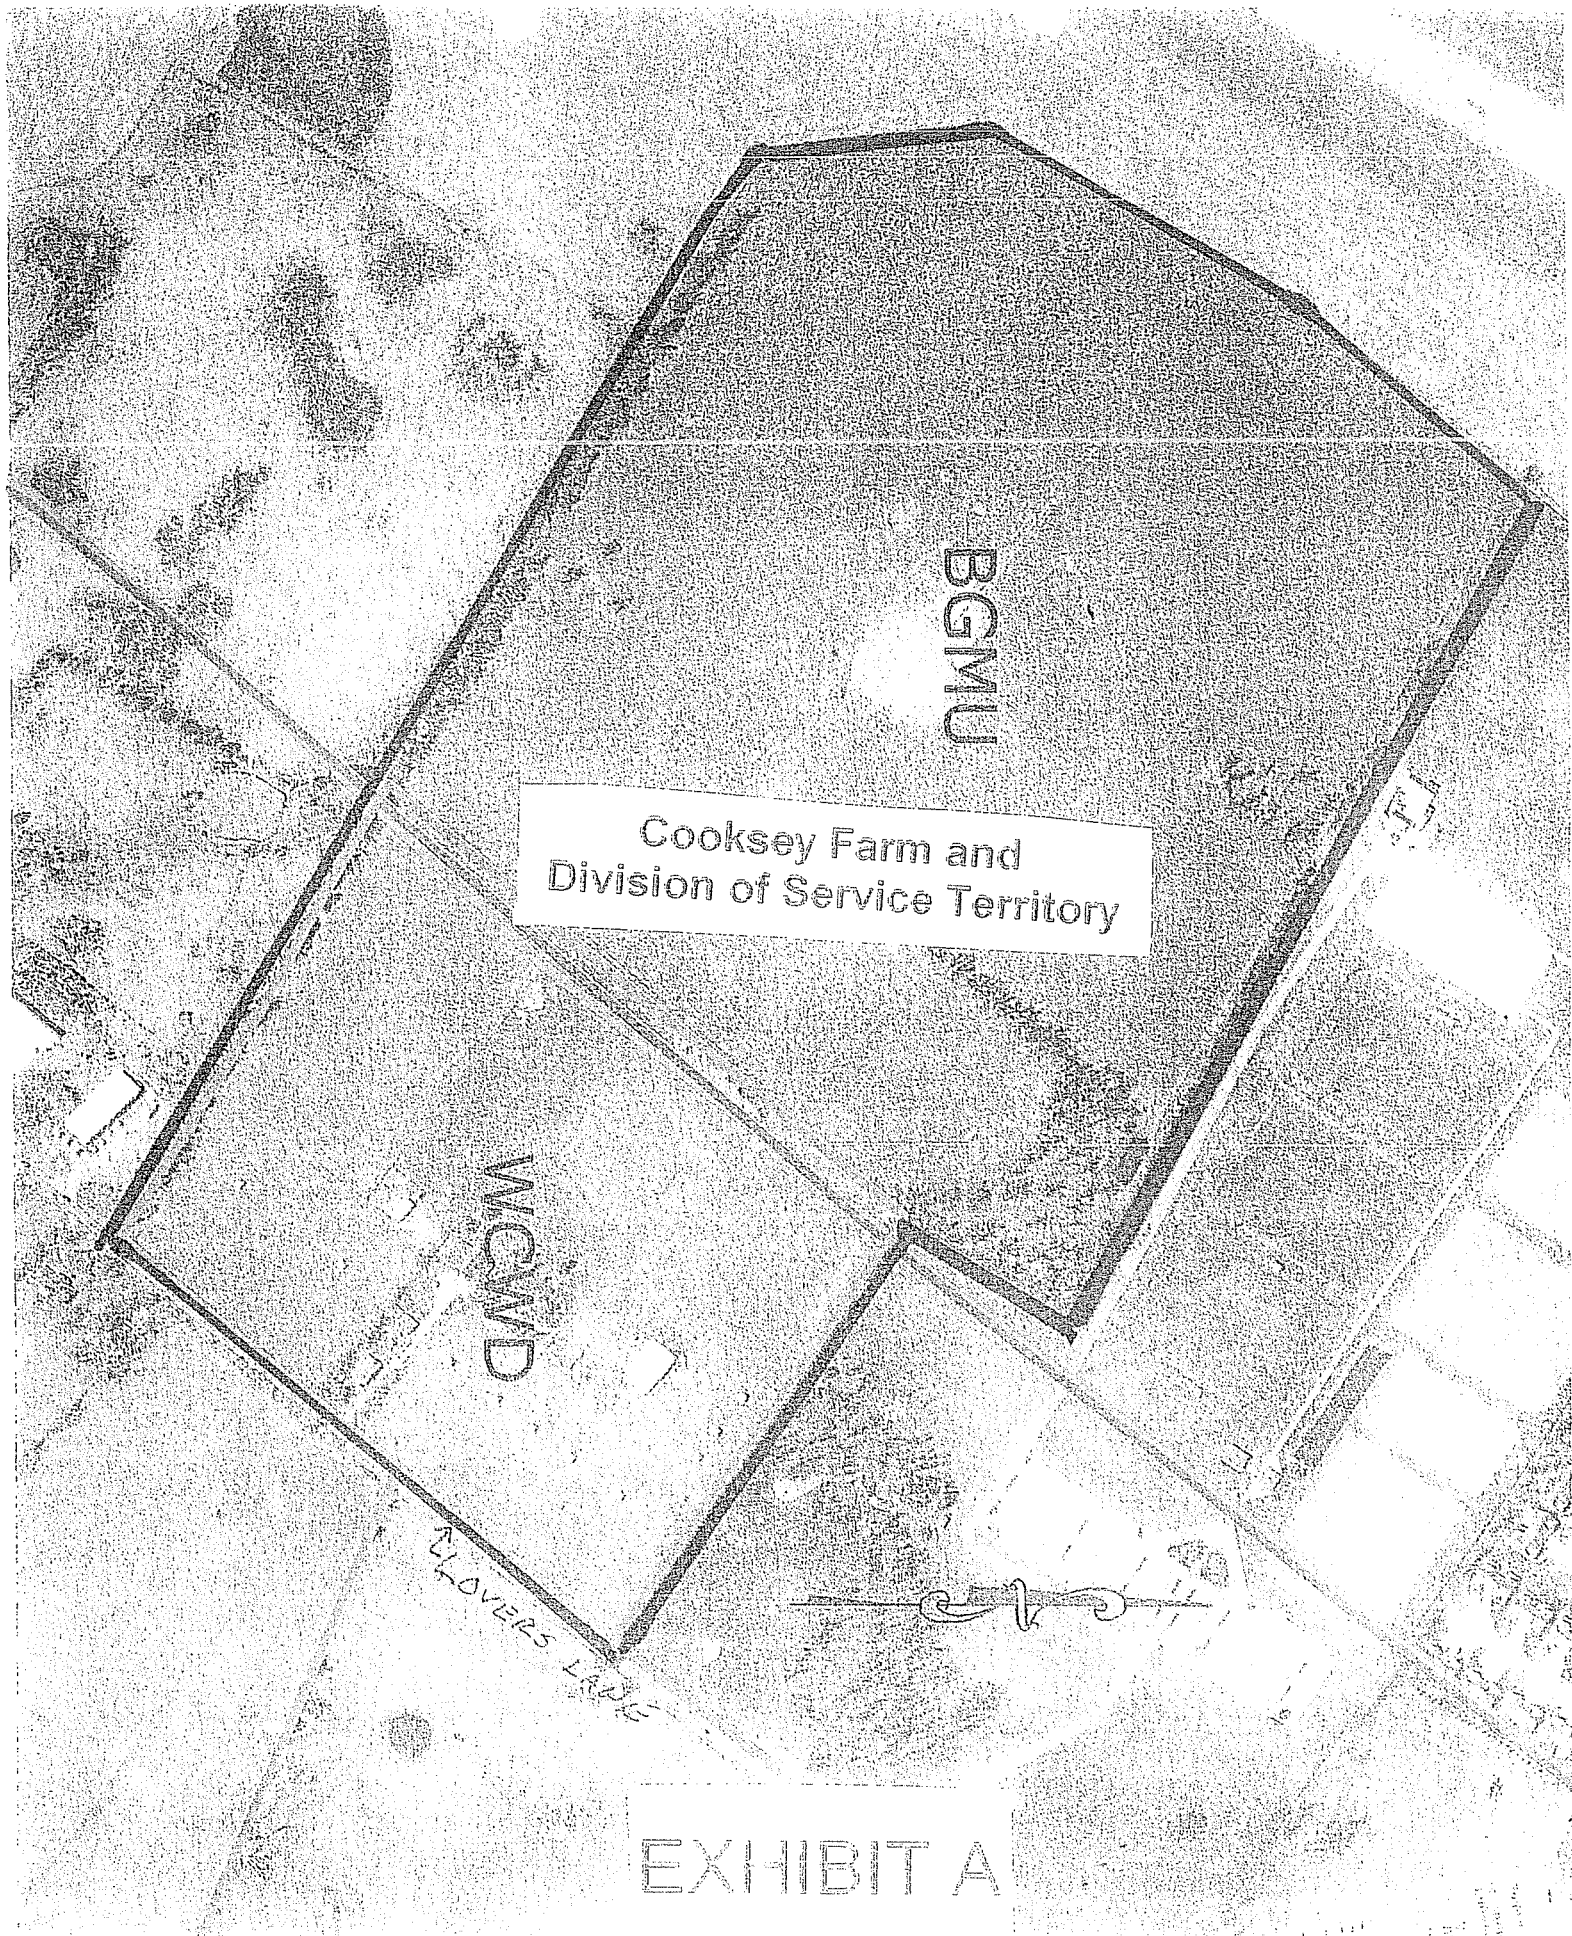 BGMU
Cooksey Farm and
Division of Service Territory
WCWD
LOVERS LANE
EXHIBIT A